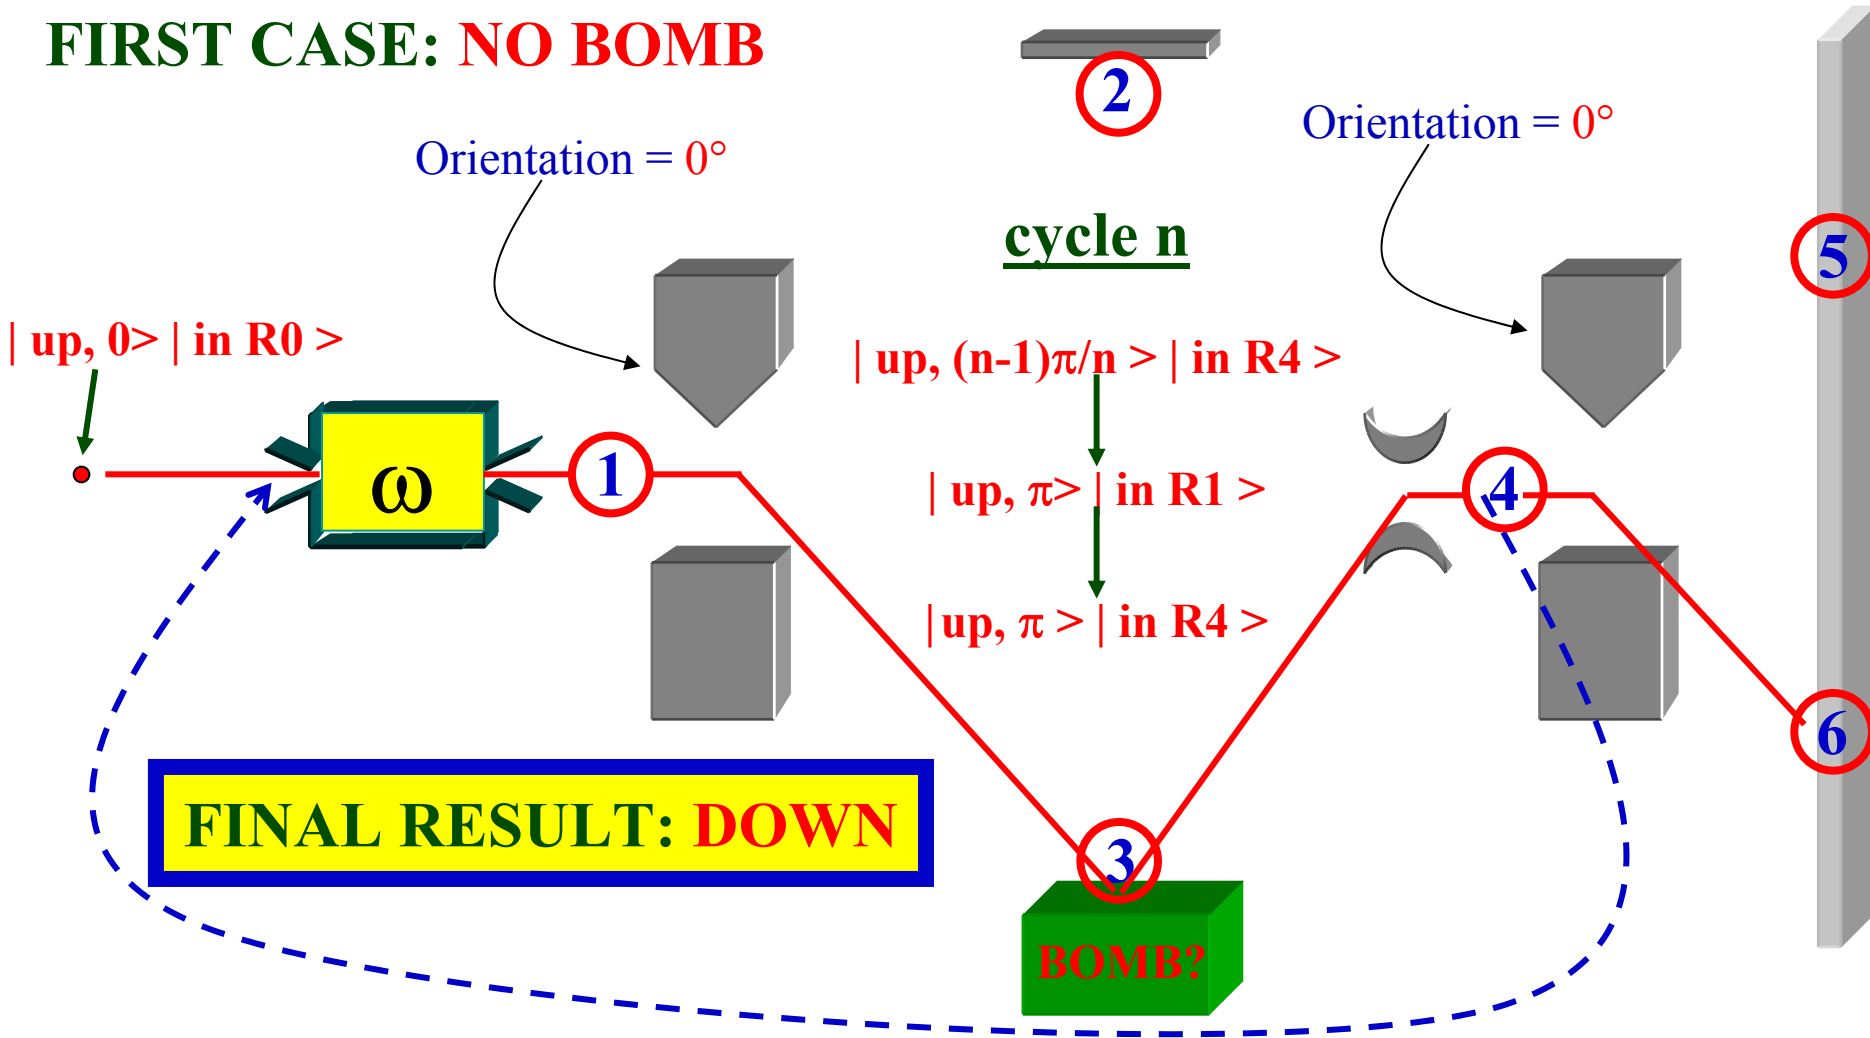 FIRST CASE: NO BOMB
2
Orientation = 0°
Orientation = 0°
cycle n
5
| up, 0> | in R0 >
| up, (n-1)π/n > | in R4 >
ω
1
| up, π> | in R1 >
4
| up, π > | in R4 >
6
FINAL RESULT: DOWN
3
BOMB?